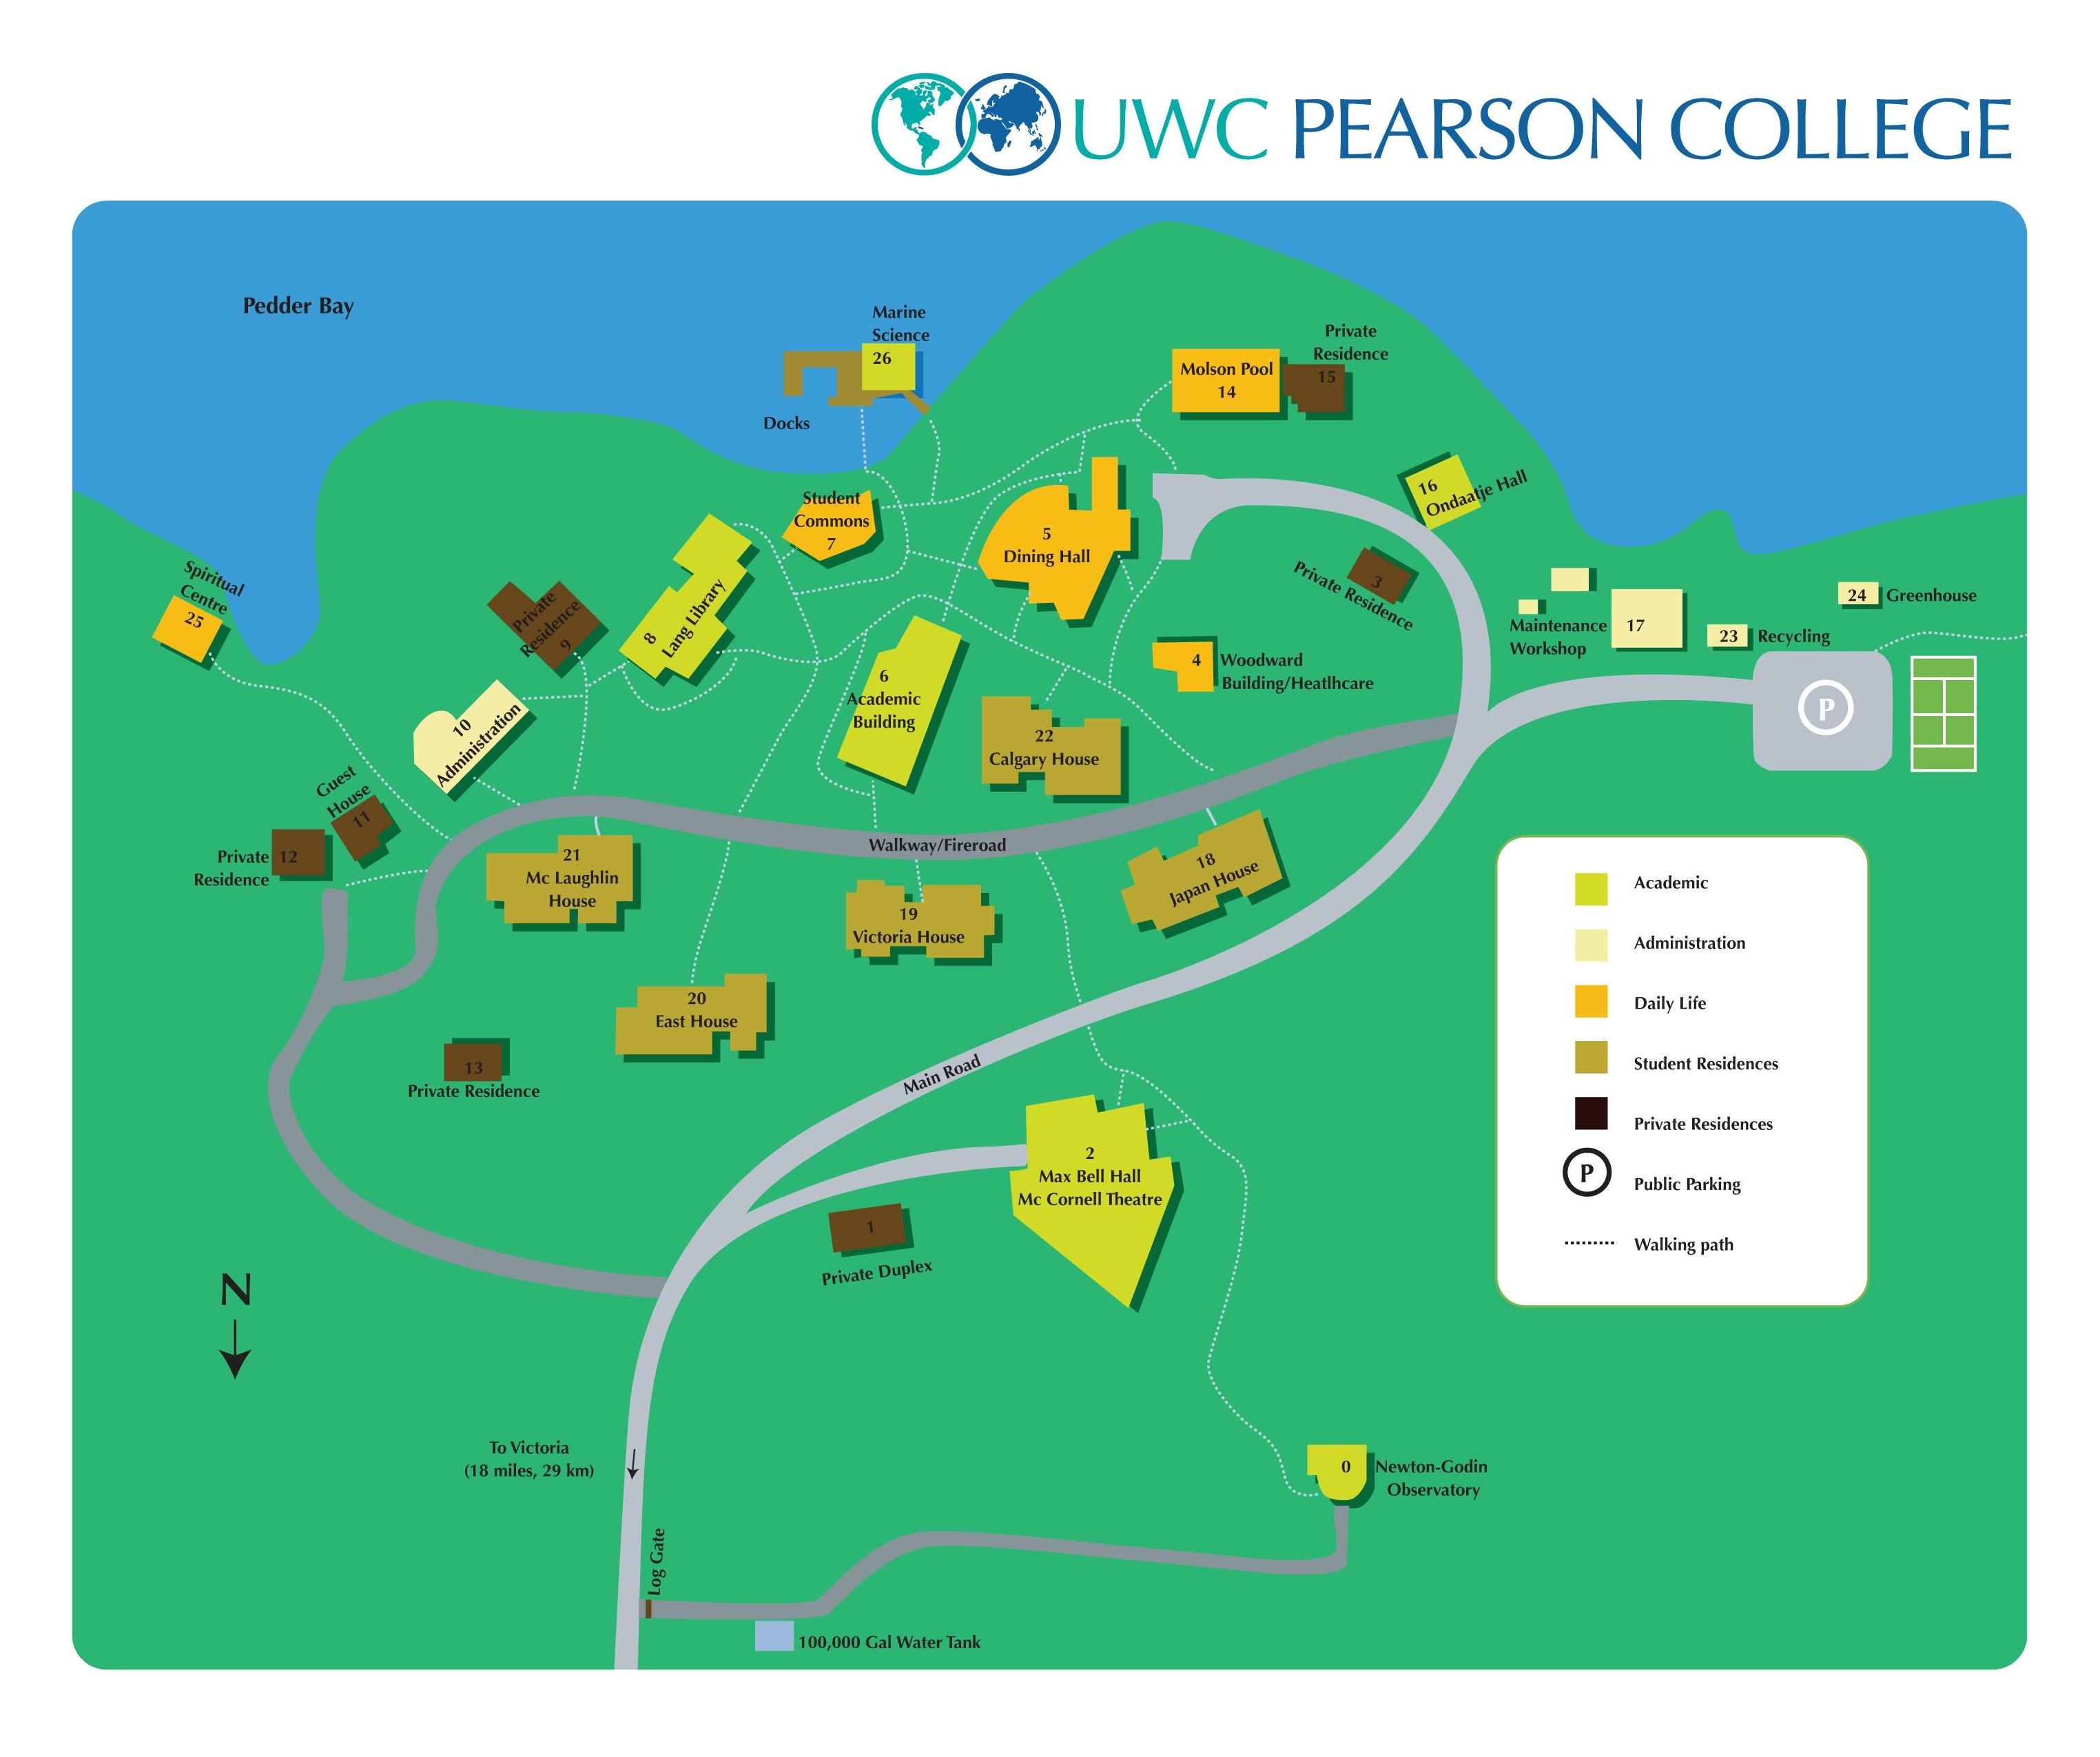 UWC PEARSON COLLEGE
Pedder Bay
Marine
Science
26
Docks
Molson Pool
14
Private
Residence
15
Student
Commons
7
5
Dining Hall
16
Ondaatje Hall
3
Private Residence
Spiritual
Centre
25
Private
Residence
9
8
Lang Library
6
Academic
Building
4
Woodward
Building/Heatlhcare
Maintenance
Workshop
17
23
Recycling
24
Greenhouse
P
10
Administration
Guest
House
11
Private
Residence
12
22
Calgary House
Walkway/Fireroad
21
Mc Laughlin
House
19
Victoria House
18
Japan House
20
East House
13
Private Residence
Main Road
2
Max Bell Hall
Mc Cornell Theatre
1
Private Duplex
N
To Victoria
(18 miles, 29 km)
Log Gate
0
Newton-Godin
Observatory
100,000 Gal Water Tank
Academic
Administration
Daily Life
Student Residences
Private Residences
P
Public Parking
Walking path